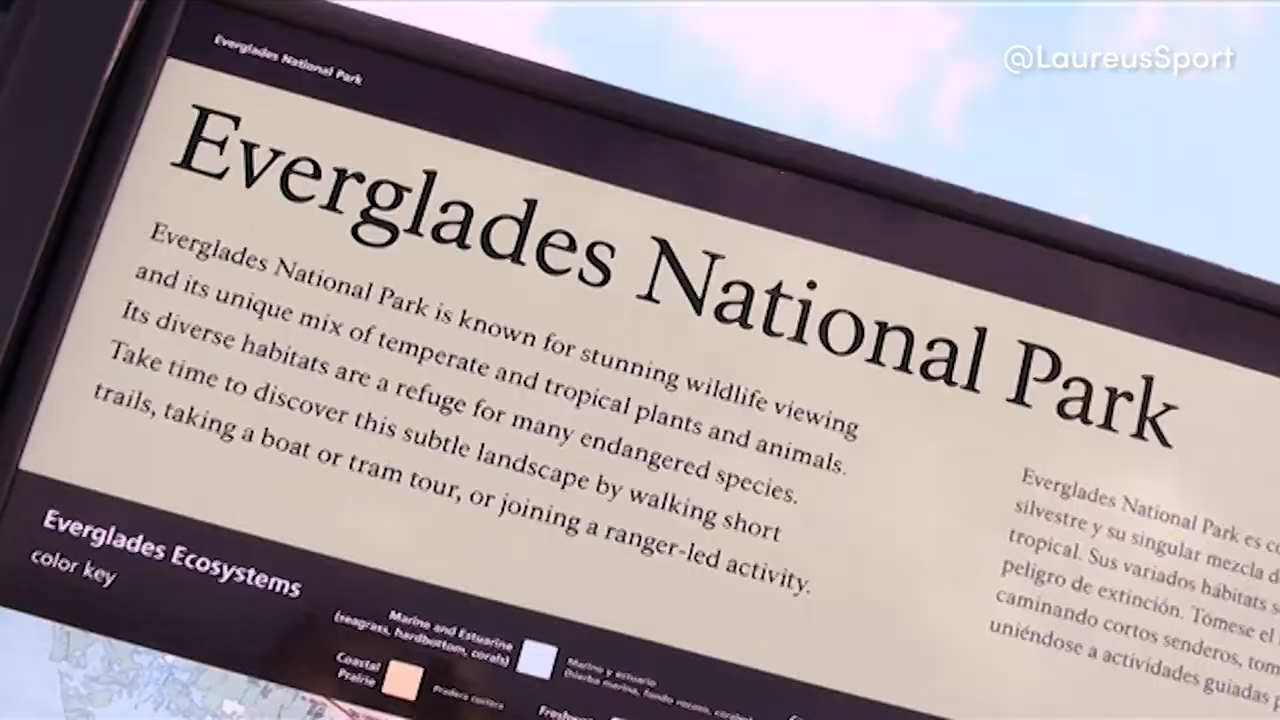 @LaureusSport
Everglades National Park
Everglades National Park
Everglades National Park is known for stunning wildlife viewing
and its unique mix of temperate and tropical plants and animals.
Its diverse habitats are a refuge for many endangered species.
Take time to discover this subtle landscape by walking short
trails, taking a boat or tram tour, or joining a ranger-led activity.
Everglades National Park es
silvestre y su singular mezcla
tropical. Sus variados hábitats
peligro de extinción. Tómese el
caminando cortos senderos,
uniéndose a actividades guiadas
Everglades Ecosystems
color key
Marine and Estuarine
(seagrass, hardbottom, corals)
Marino y estuario
(hierba marina, fondo rocoso,
Coastal
Prairie
Pradera costera